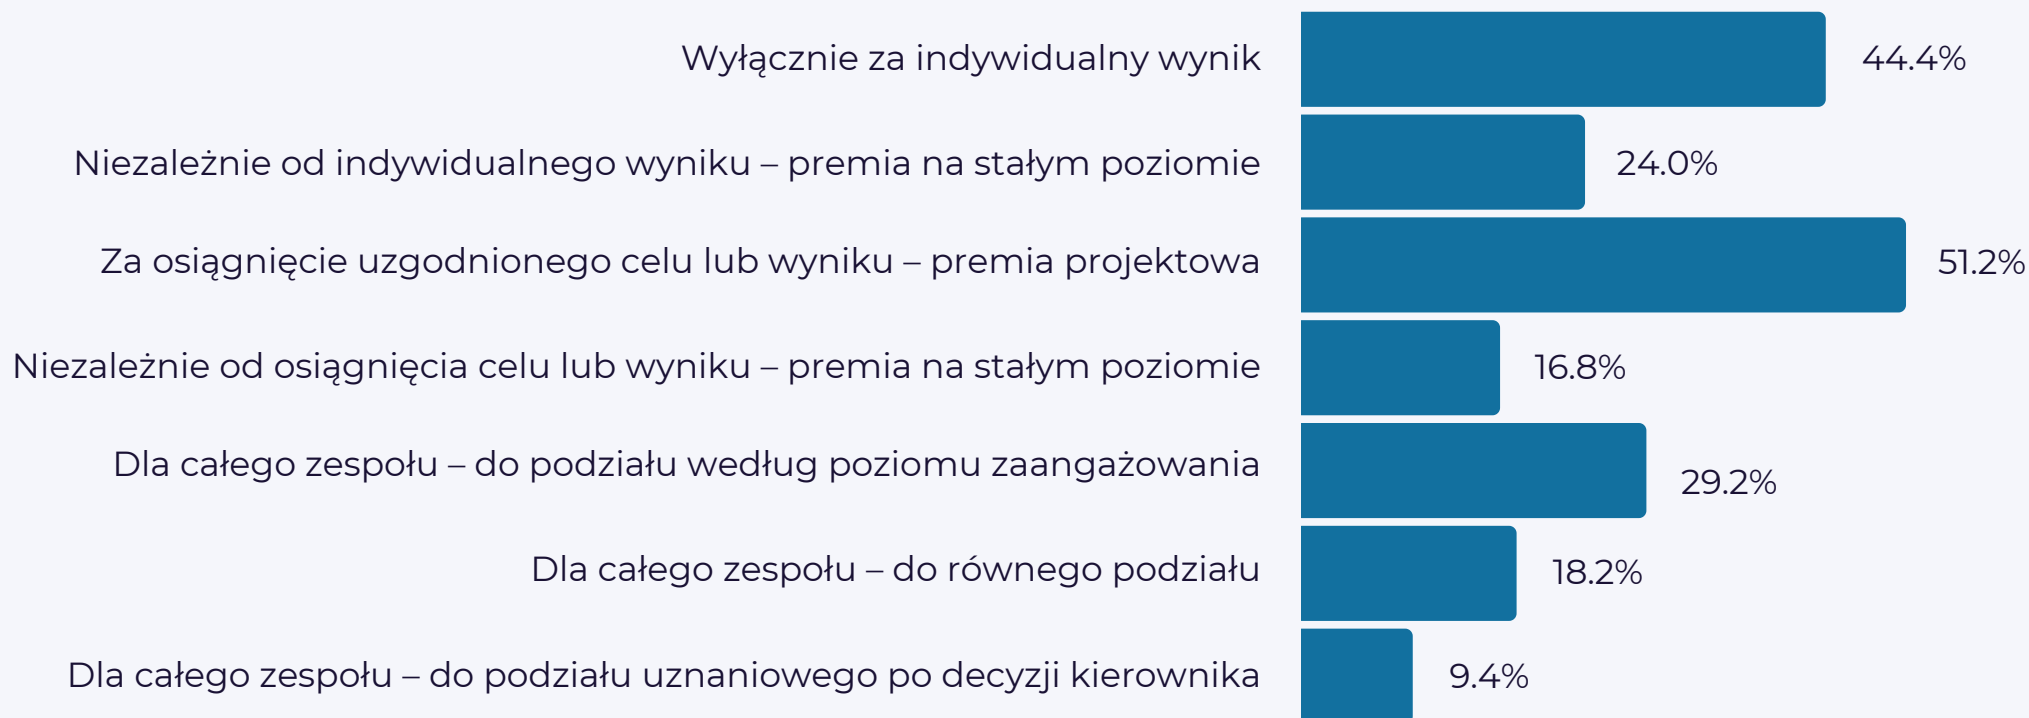 Wyłącznie za indywidualny wynik 44.4%
Niezależnie od indywidualnego wyniku – premia na stałym poziomie 24.0%
Za osiągnięcie uzgodnionego celu lub wyniku – premia projektowa 51.2%
Niezależnie od osiągnięcia celu lub wyniku – premia na stałym poziomie 16.8%
Dla całego zespołu – do podziału według poziomu zaangażowania 29.2%
Dla całego zespołu – do równego podziału 18.2%
Dla całego zespołu – do podziału uznaniowego po decyzji kierownika 9.4%